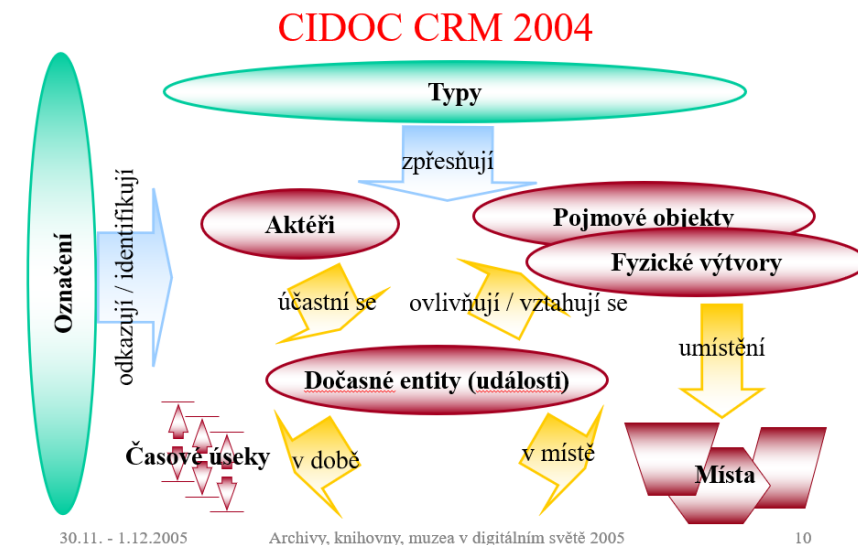 CIDOC CRM 2004
Typy
zpřesňují
Označení
odkazují / identifikují
Aktéři
Pojmové objekty
Fyzické výtvory
účastní se
ovlivňují / vztahují se
umístění
Dočasné entity (události)
Časové úseky
v době
v místě
Místa
30.11. - 1.12.2005
Archivy, knihovny, muzea v digitálním světě 2005
10